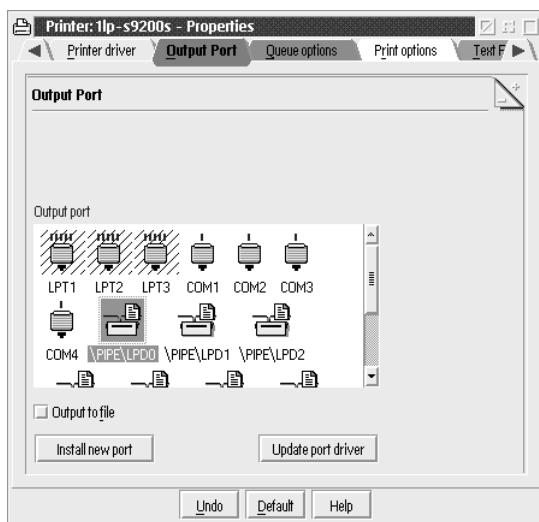 Printer: 1lp-s9200s - Properties
Printer driver Output Port Queue options Print options Text F
Output Port
Output port
LPT1 LPT2 LPT3 COM1 COM2 COM3
COM4 \PIPE\LPD0 \PIPE\LPD1 \PIPE\LPD2
Output to file
Install new port Update port driver
Undo Default Help